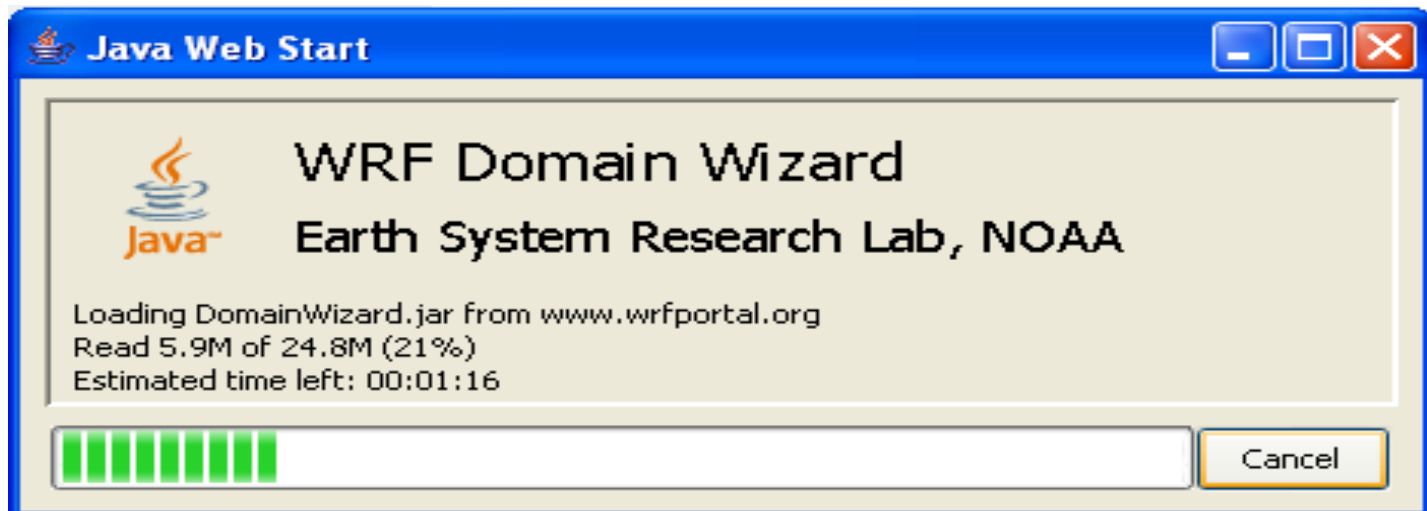 Java Web Start
WRF Domain Wizard
Earth System Research Lab, NOAA
Java™
Loading DomainWizard.jar from www.wrfportal.org
Read 5.9M of 24.8M (21%)
Estimated time left: 00:01:16
Cancel